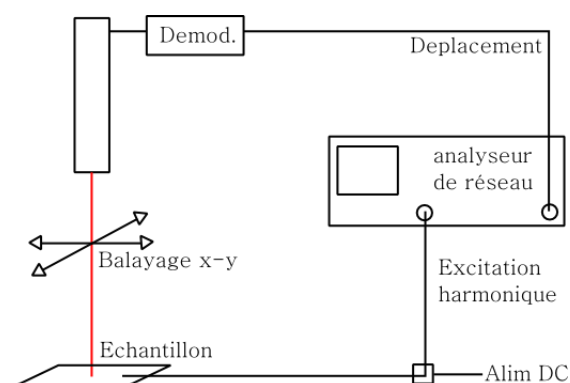 Demod.
Deplacement
analyseur
de réseau
Balayage x-y
Excitation
harmonique
Echantillon
Alim DC